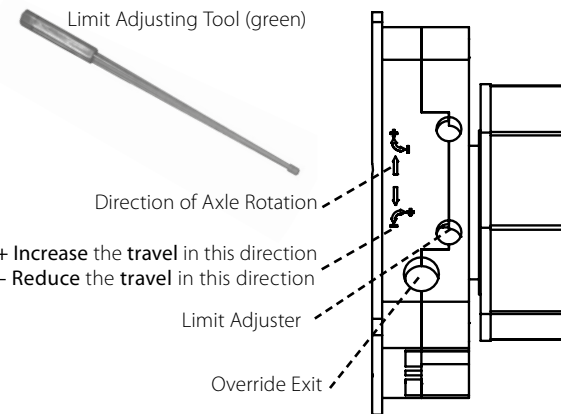 Limit Adjusting Tool (green)
Direction of Axle Rotation
+ Increase the travel in this direction
– Reduce the travel in this direction
Limit Adjuster
Override Exit